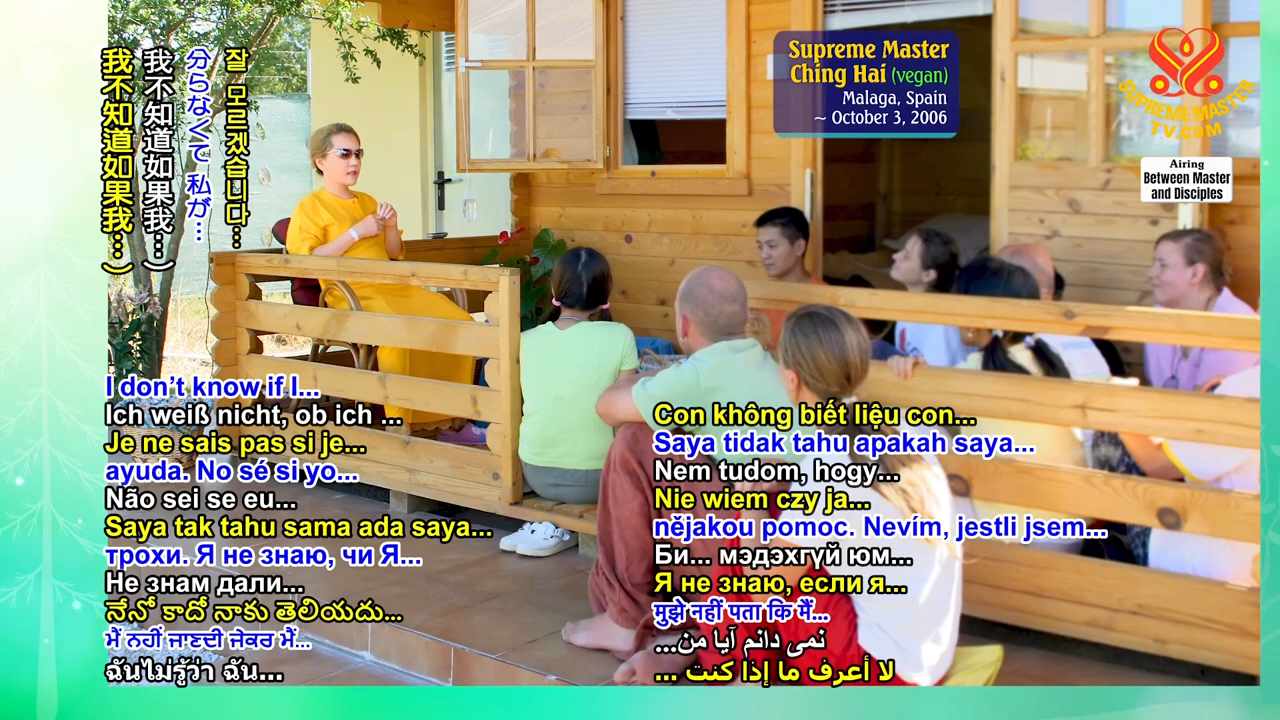 잘 모르겠습니다...
分らなくて 私が…
我不知道如果我…）
我不知道如果我…）
Supreme Master
Ching Hai (vegan)
Malaga, Spain
~ October 3, 2006
SUPREME MASTER
TV.COM
Airing
Between Master
and Disciples
I don’t know if I...
Ich weiß nicht, ob ich ...
Je ne sais pas si je...
ayuda. No sé si yo...
Não sei se eu...
Saya tak tahu sama ada saya...
трохи. Я не знаю, чи Я...
Не знам дали...
నేనో కాదో నాకు తెలియదు...
ਮੈਂ ਨਹੀਂ ਜਾਣਦੀ ਜੇਕਰ ਮੈਂ...
ฉันไม่รู้ว่า ฉัน...
Con không biết liệu con...
Saya tidak tahu apakah saya...
Nem tudom, hogy...
Nie wiem czy ja...
nějakou pomoc. Nevím, jestli jsem...
Би... мэдэхгүй юм...
Я не знаю, если я...
मुझे नहीं पता कि मैं...
نمی دانم آیا من...
لا أعرف ما إذا كنت ...